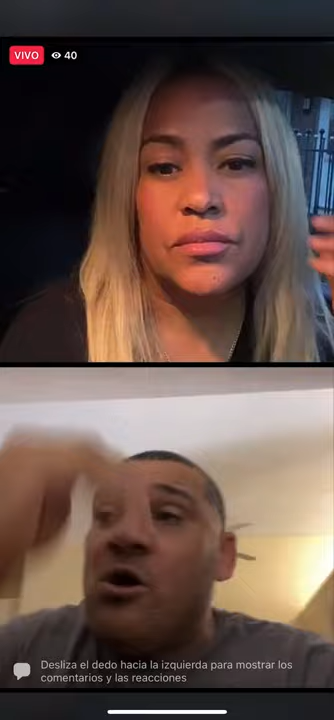 VIVO 40
Desliza el dedo hacia la izquierda para mostrar los
comentarios y las reacciones